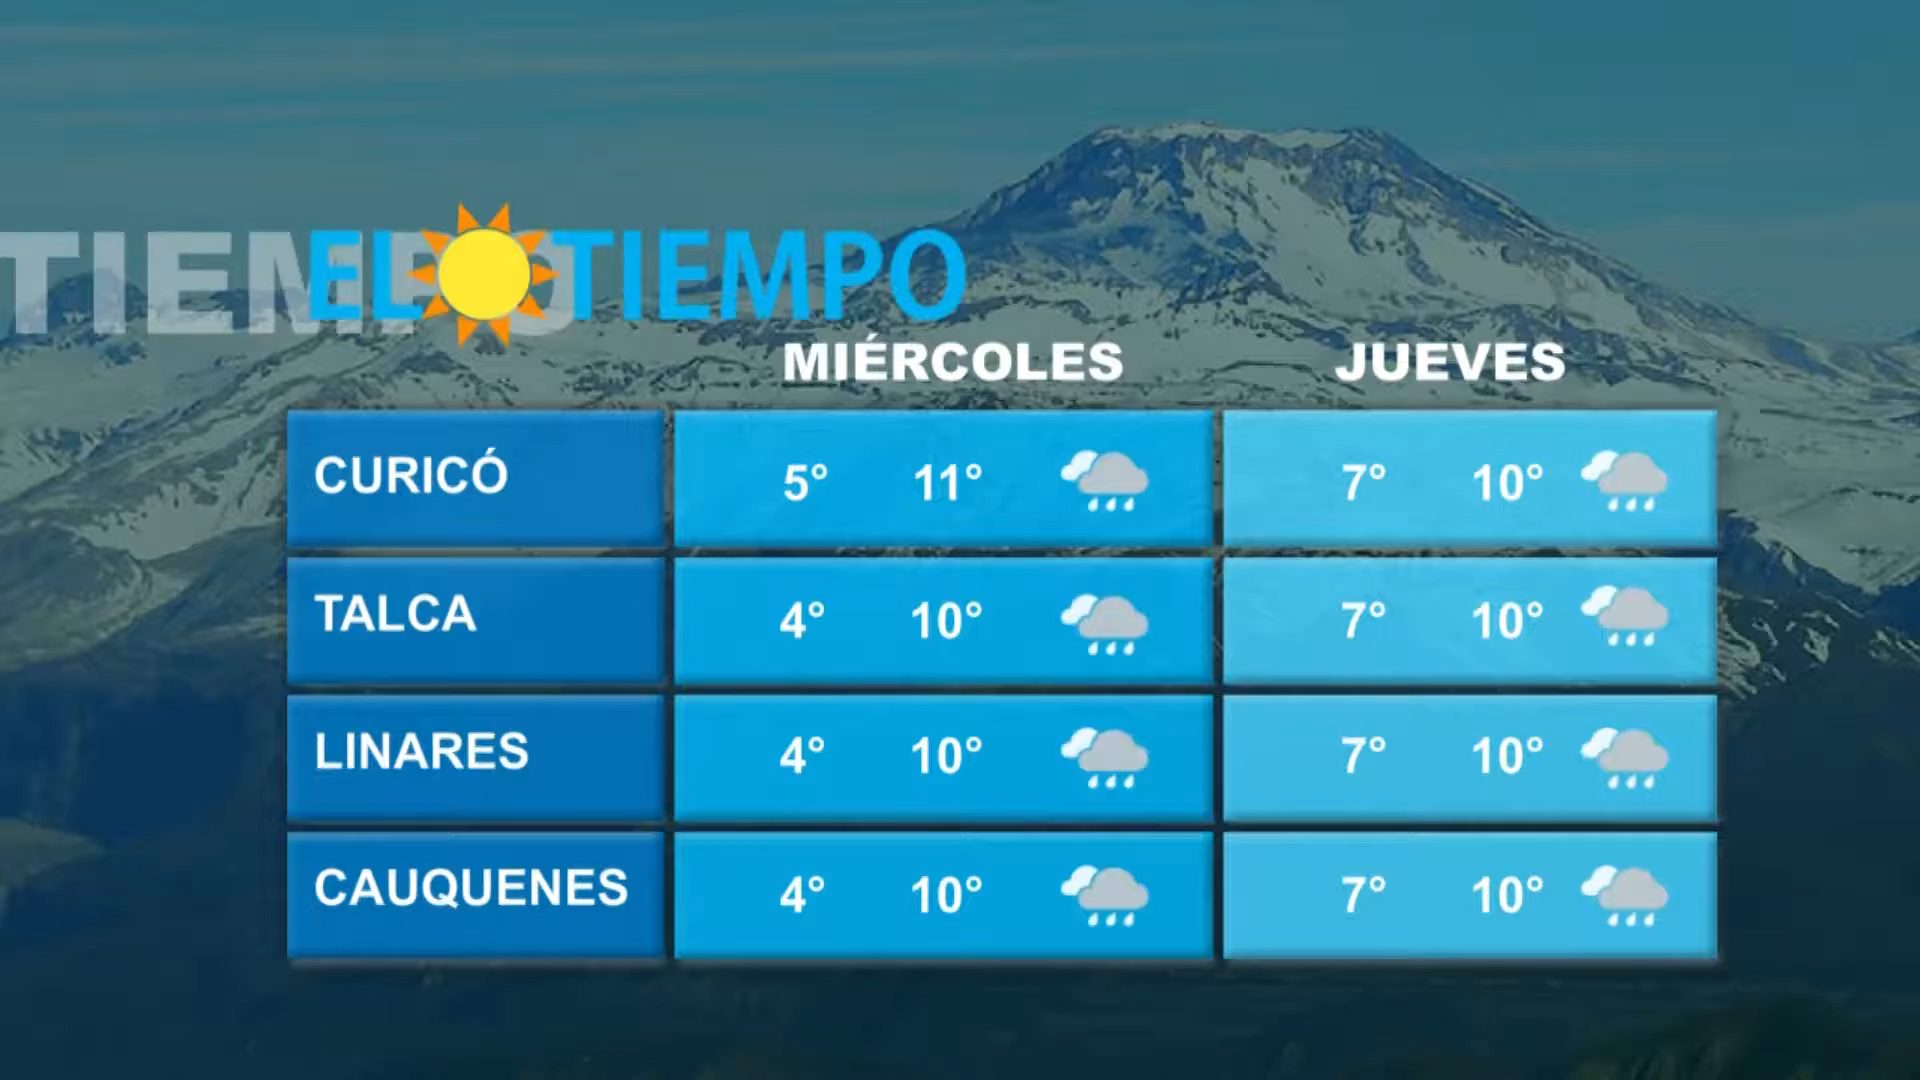 TIEMPO
EL TIEMPO
MIÉRCOLES JUEVES
CURICÓ 5° 11° 7° 10°
TALCA 4° 10° 7° 10°
LINARES 4° 10° 7° 10°
CAUQUENES 4° 10° 7° 10°